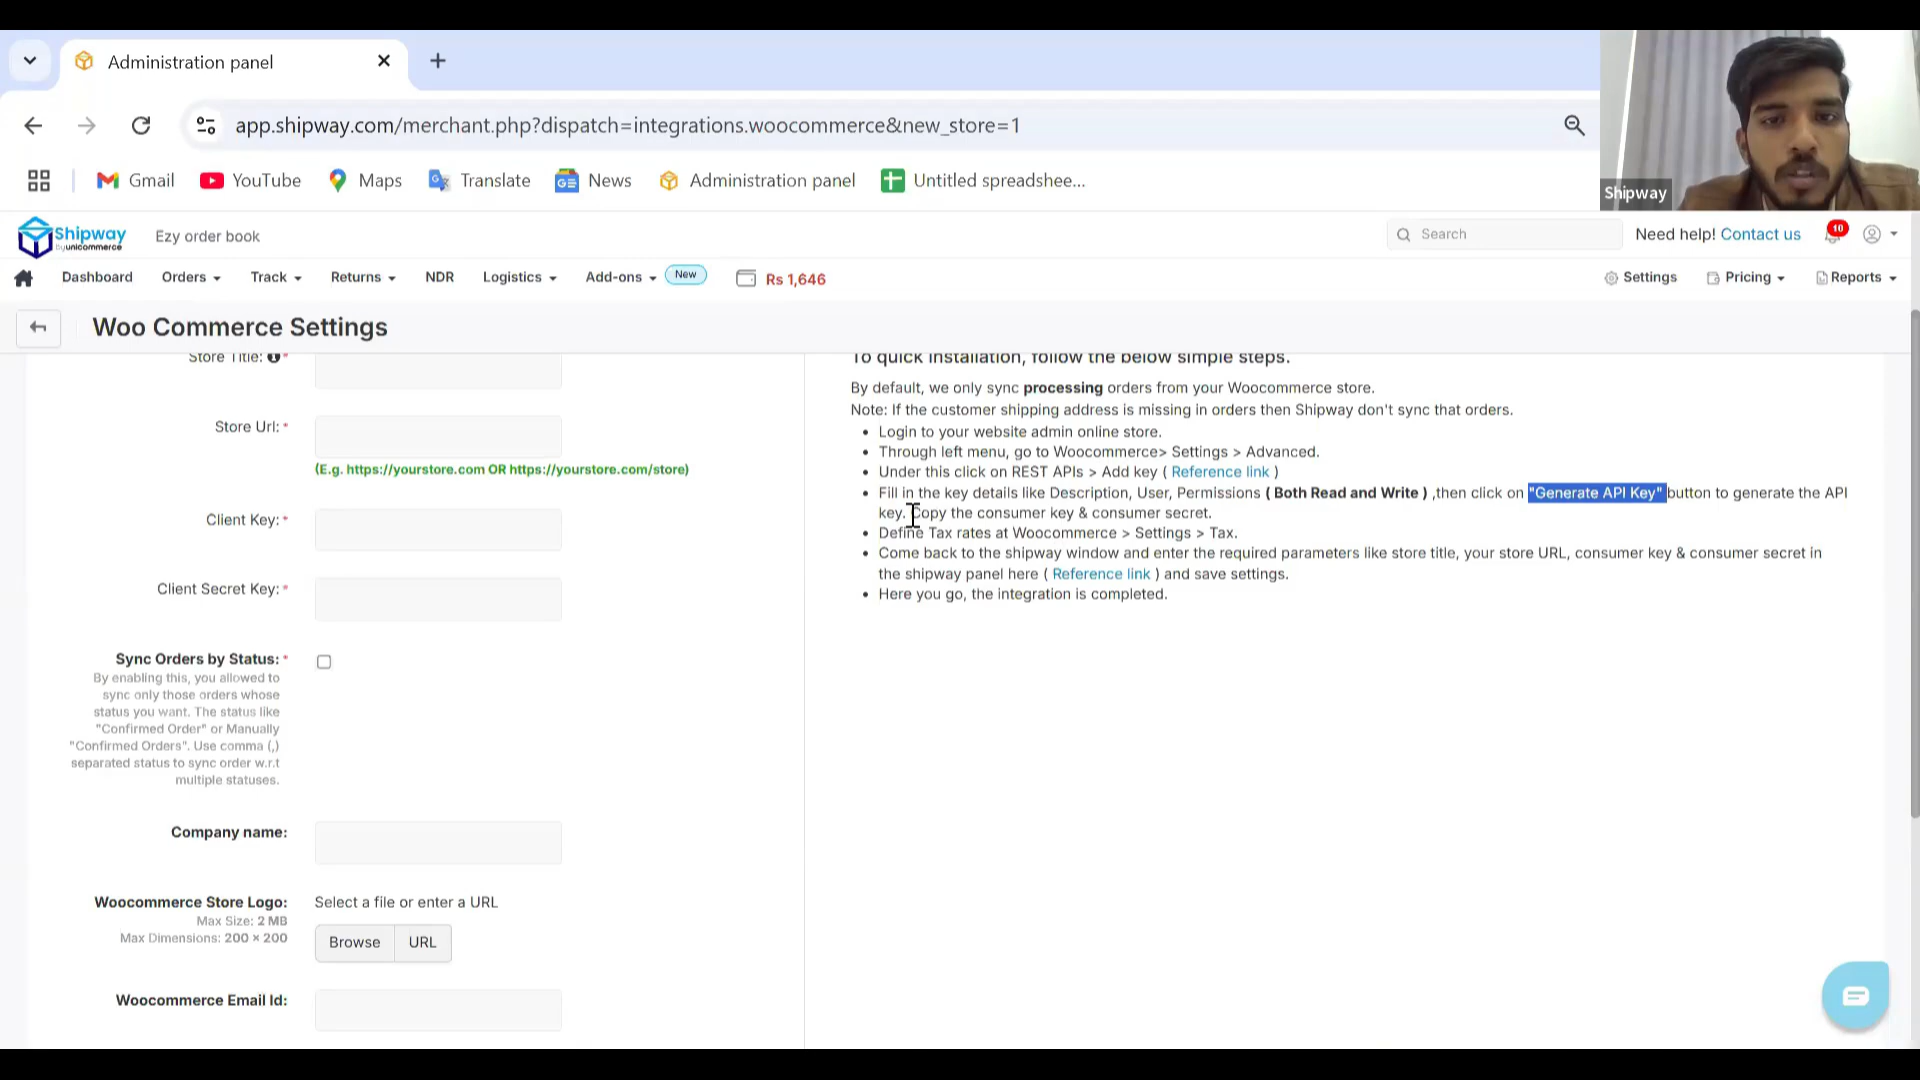 Administration panel
app.shipway.com/merchant.php?dispatch=integrations.woocommerce&new_store=1
Gmail
YouTube
Maps
Translate
News
Administration panel
Untitled spreadshee...
Shipway
Shipway
by unicommerce
Ezy order book
Search
Need help! Contact us
10
Dashboard
Orders
Track
Returns
NDR
Logistics
Add-ons
New
Rs 1,646
Settings
Pricing
Reports
Woo Commerce Settings
Store Title: *
Store Url: *
(E.g. https://yourstore.com OR https://yourstore.com/store)
Client Key: *
Client Secret Key: *
Sync Orders by Status: *
By enabling this, you allowed to
sync only those orders whose
status you want. The status like
"Confirmed Order" or Manually
"Confirmed Orders". Use comma (,)
separated status to sync order w.r.t
multiple statuses.
Company name:
Woocommerce Store Logo:
Max Size: 2 MB
Max Dimensions: 200 × 200
Select a file or enter a URL
Browse
URL
Woocommerce Email Id:
To quick installation, follow the below simple steps.
By default, we only sync processing orders from your Woocommerce store.
Note: If the customer shipping address is missing in orders then Shipway don't sync that orders.
• Login to your website admin online store.
• Through left menu, go to Woocommerce> Settings > Advanced.
• Under this click on REST APIs > Add key ( Reference link )
• Fill in the key details like Description, User, Permissions ( Both Read and Write ) ,then click on "Generate API Key" button to generate the API
key. Copy the consumer key & consumer secret.
• Define Tax rates at Woocommerce > Settings > Tax.
• Come back to the shipway window and enter the required parameters like store title, your store URL, consumer key & consumer secret in
the shipway panel here ( Reference link ) and save settings.
• Here you go, the integration is completed.